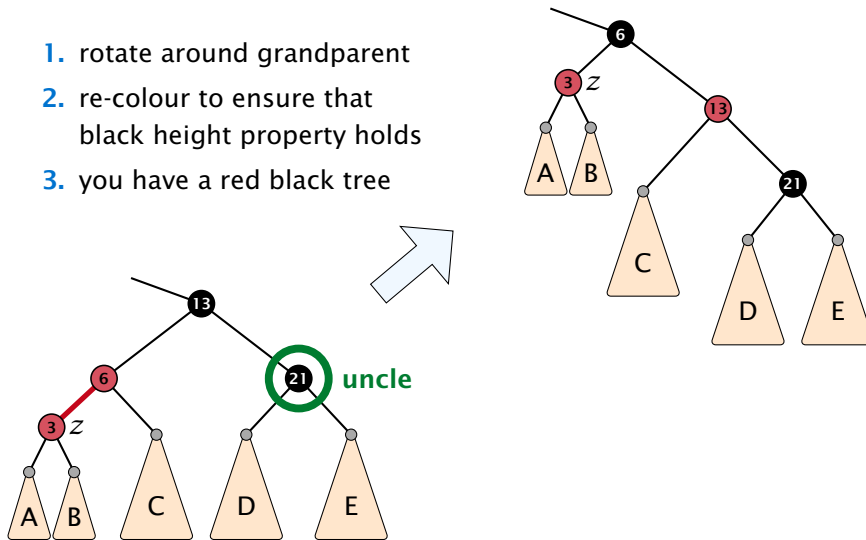 1. rotate around grandparent
2. re-colour to ensure that
black height property holds
3. you have a red black tree
6
3 z
13
A B
21
C
D E
13
6
21 uncle
3 z
A B C D E